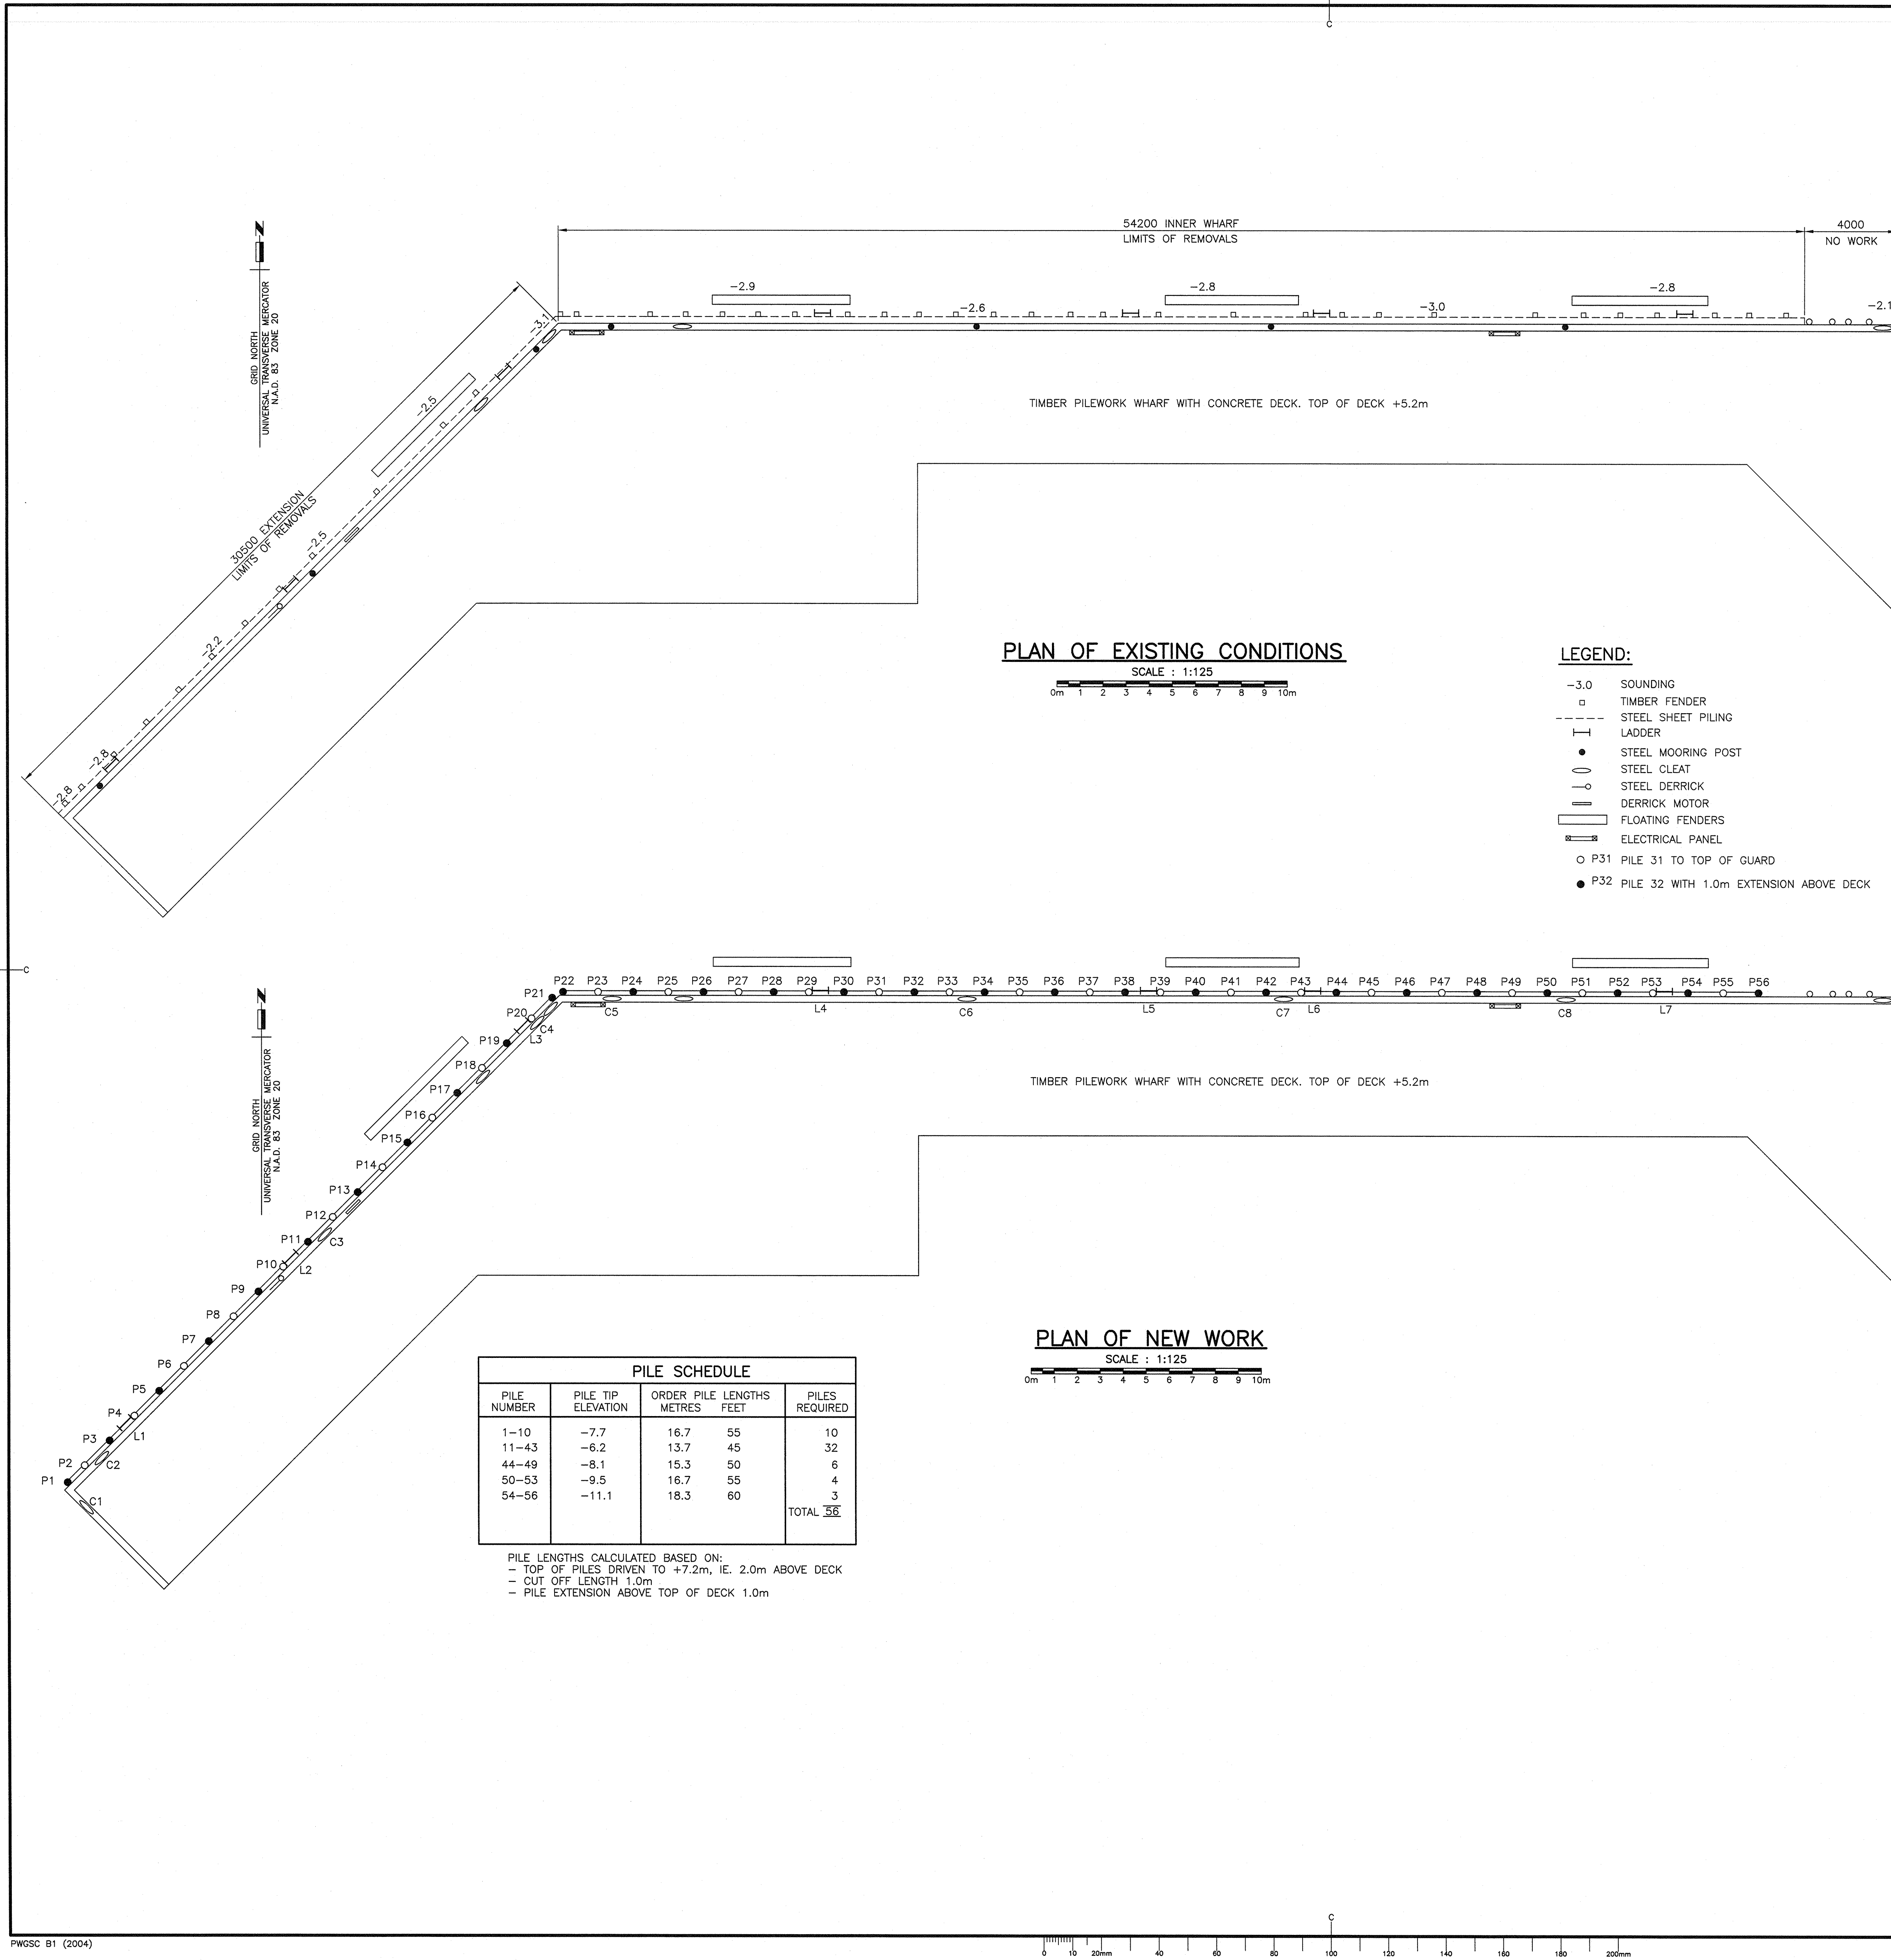 C
54200 INNER WHARF
LIMITS OF REMOVALS
4000
NO WORK
N
GRID NORTH
UNIVERSAL TRANSVERSE MERCATOR
N.A.D. 83 ZONE 20
-2.9
-2.8
-2.8
-2.6
-3.0
-2.1
-3.1
-2.5
30500 EXTENSION
LIMITS OF REMOVALS
-2.5
-2.2
-2.8
-2.8
TIMBER PILEWORK WHARF WITH CONCRETE DECK. TOP OF DECK +5.2m
PLAN OF EXISTING CONDITIONS
SCALE : 1:125
0m 1 2 3 4 5 6 7 8 9 10m
LEGEND:
-3.0 SOUNDING
TIMBER FENDER
STEEL SHEET PILING
LADDER
STEEL MOORING POST
STEEL CLEAT
STEEL DERRICK
DERRICK MOTOR
FLOATING FENDERS
ELECTRICAL PANEL
P31 PILE 31 TO TOP OF GUARD
P32 PILE 32 WITH 1.0m EXTENSION ABOVE DECK
C
P22 P23 P24 P25 P26 P27 P28 P29 P30 P31 P32 P33 P34 P35 P36 P37 P38 P39 P40 P41 P42 P43 P44 P45 P46 P47 P48 P49 P50 P51 P52 P53 P54 P55 P56
C5 L4 C6 L5 C7 L6 C8 L7
N
GRID NORTH
UNIVERSAL TRANSVERSE MERCATOR
N.A.D. 83 ZONE 20
P21
P20
C4
P19
L3
P18
P17
P16
P15
P14
P13
P12
P11
C3
P10
L2
P9
P8
P7
P6
P5
P4
L1
P3
P2
C2
P1
C1
TIMBER PILEWORK WHARF WITH CONCRETE DECK. TOP OF DECK +5.2m
PLAN OF NEW WORK
SCALE : 1:125
0m 1 2 3 4 5 6 7 8 9 10m
PILE SCHEDULE
PILE NUMBER PILE TIP ELEVATION ORDER PILE LENGTHS METRES FEET PILES REQUIRED
1-10 -7.7 16.7 55 10
11-43 -6.2 13.7 45 32
44-49 -8.1 15.3 50 6
50-53 -9.5 16.7 55 4
54-56 -11.1 18.3 60 3
TOTAL 56
PILE LENGTHS CALCULATED BASED ON:
- TOP OF PILES DRIVEN TO +7.2m, IE. 2.0m ABOVE DECK
- CUT OFF LENGTH 1.0m
- PILE EXTENSION ABOVE TOP OF DECK 1.0m
C
PWGSC B1 (2004)
0 10 20mm 40 60 80 100 120 140 160 180 200mm